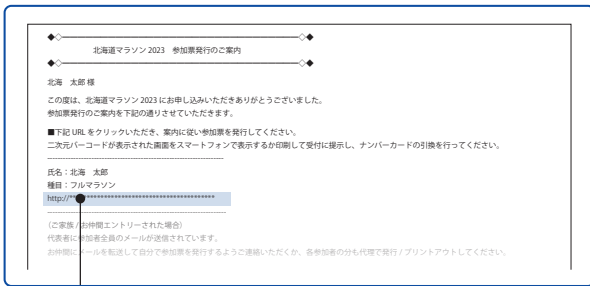 ◆◇―――――――――――――――――――――――――◇◆
北海道マラソン 2023　参加票発行のご案内
◆◇―――――――――――――――――――――――――◇◆
北海　太郎 様
この度は、北海道マラソン 2023 にお申し込みいただきありがとうございました。
参加票発行のご案内を下記の通りさせていただきます。
■下記 URL をクリックいただき、案内に従い参加票を発行してください。
二次元バーコードが表示された画面をスマートフォンで表示するか印刷して受付に提示し、ナンバーカードの引換を行ってください。
--------------------------------------------------------
氏名：北海　太郎
種目：フルマラソン
http://******************************************
--------------------------------------------------------
（ご家族 / お仲間エントリーされた場合）
代表者に参加者全員のメールが送信されています。
お仲間にメールを転送して自分で参加票を発行するようご連絡いただくか、各参加者の分も代理で発行 / プリントアウトしてください。